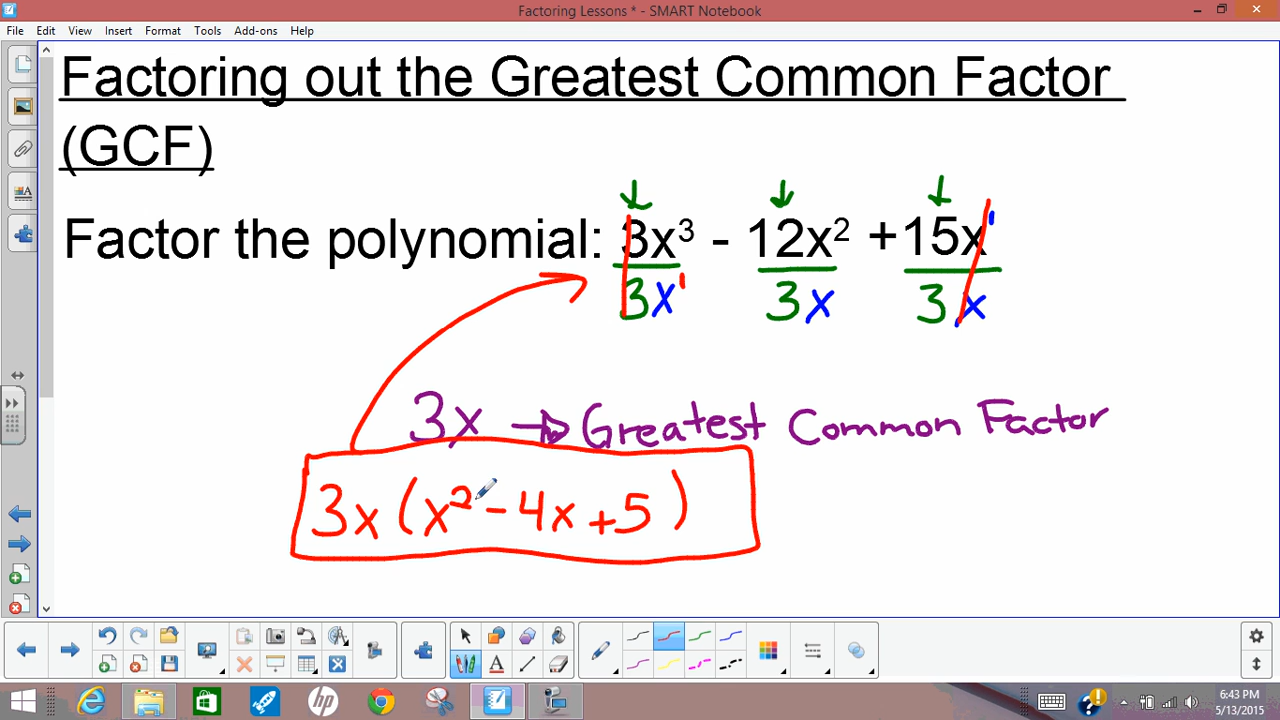 Factoring Lessons * - SMART Notebook
File Edit View Insert Format Tools Add-ons Help
Factoring out the Greatest Common Factor
(GCF)
Factor the polynomial: 3x³ - 12x² +15x¹
3x¹ 3x 3x
3x → Greatest Common Factor
3x(x²-4x+5)
6:43 PM
5/13/2015